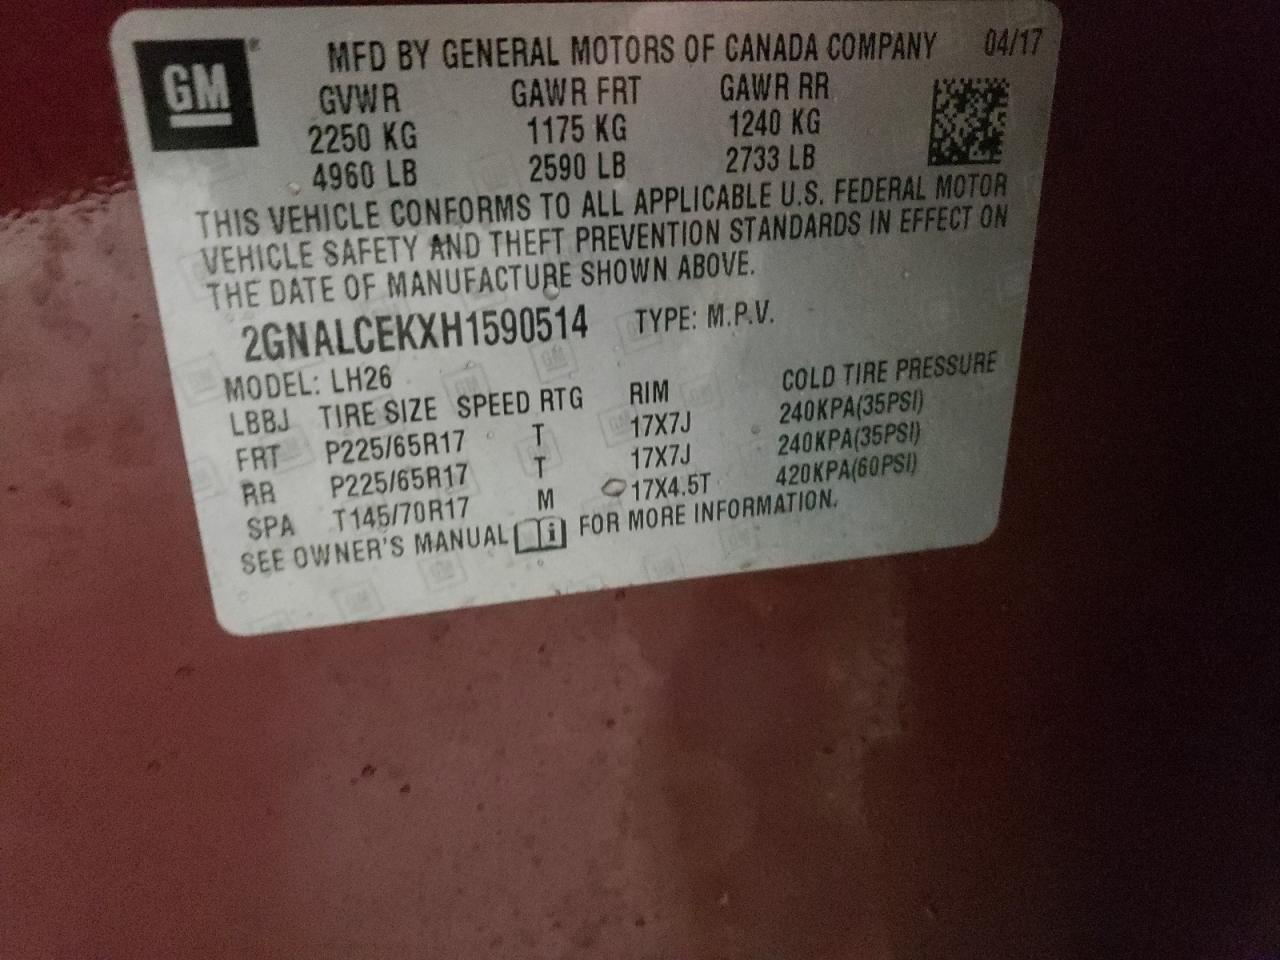 GM® MFD BY GENERAL MOTORS OF CANADA COMPANY 04/17
GVWR GAWR FRT GAWR RR
2250 KG 1175 KG 1240 KG
4960 LB 2590 LB 2733 LB
THIS VEHICLE CONFORMS TO ALL APPLICABLE U.S. FEDERAL MOTOR
VEHICLE SAFETY AND THEFT PREVENTION STANDARDS IN EFFECT ON
THE DATE OF MANUFACTURE SHOWN ABOVE.
2GNALCEKXH1590514 TYPE: M.P.V.
MODEL: LH26
LBBJ TIRE SIZE SPEED RTG RIM COLD TIRE PRESSURE
FRT P225/65R17 T 17X7J 240KPA(35PSI)
RR P225/65R17 T 17X7J 240KPA(35PSI)
SPA T145/70R17 M 17X4.5T 420KPA(60PSI)
SEE OWNER'S MANUAL i FOR MORE INFORMATION.